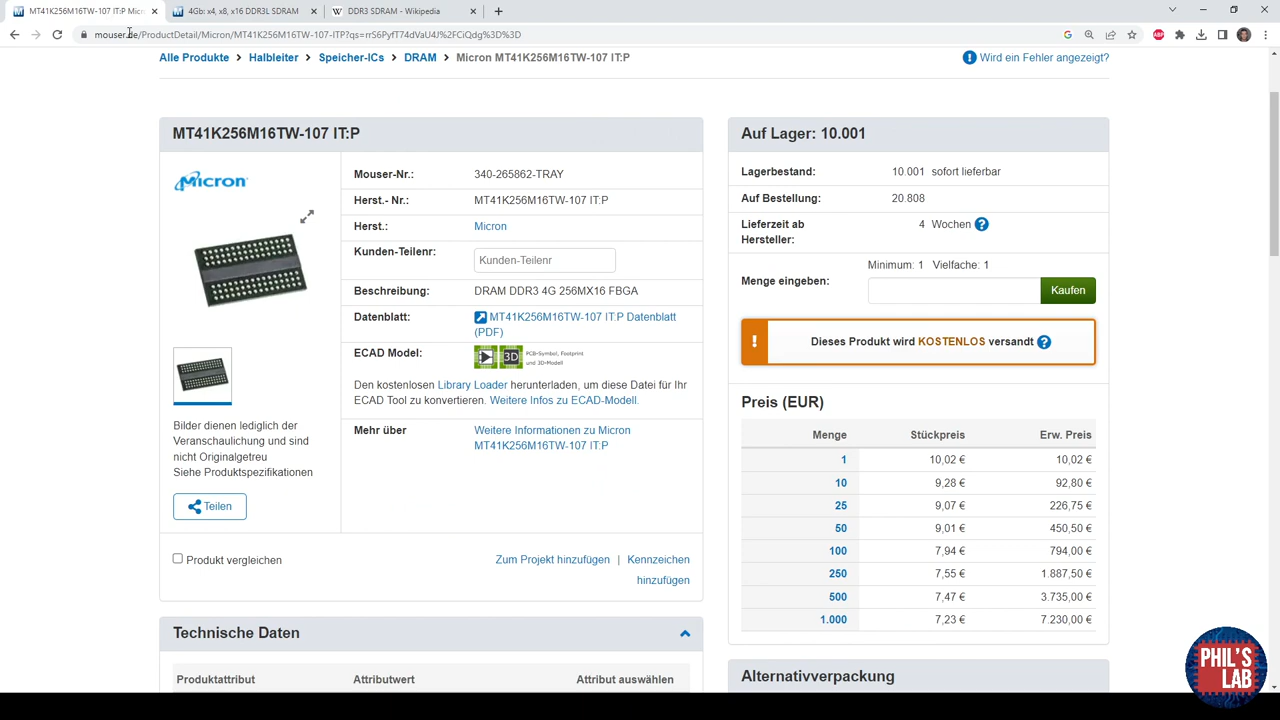 MT41K256M16TW-107 IT:P Micr
4Gb: x4, x8, x16 DDR3L SDRAM
DDR3 SDRAM - Wikipedia
mouser.de/ProductDetail/Micron/MT41K256M16TW-107-ITP?qs=rrS6PyfT74dVaU4J%2FCiQdg%3D%3D
Alle Produkte > Halbleiter > Speicher-ICs > DRAM > Micron MT41K256M16TW-107 IT:P
Wird ein Fehler angezeigt?
MT41K256M16TW-107 IT:P
Micron
Mouser-Nr.: 340-265862-TRAY
Herst.- Nr.: MT41K256M16TW-107 IT:P
Herst.: Micron
Kunden-Teilenr: Kunden-Teilenr
Beschreibung: DRAM DDR3 4G 256MX16 FBGA
Datenblatt: MT41K256M16TW-107 IT:P Datenblatt
(PDF)
ECAD Model: 3D PCB-Symbol, Footprint
und 3D-Modell
Den kostenlosen Library Loader herunterladen, um diese Datei für Ihr
ECAD Tool zu konvertieren. Weitere Infos zu ECAD-Modell.
Mehr über Weitere Informationen zu Micron
MT41K256M16TW-107 IT:P
Bilder dienen lediglich der
Veranschaulichung und sind
nicht Originalgetreu
Siehe Produktspezifikationen
Teilen
Produkt vergleichen
Zum Projekt hinzufügen | Kennzeichen
hinzufügen
Technische Daten
Produktattribut Attributwert Attribut auswählen
Auf Lager: 10.001
Lagerbestand: 10.001 sofort lieferbar
Auf Bestellung: 20.808
Lieferzeit ab
Hersteller: 4 Wochen ?
Minimum: 1 Vielfache: 1
Menge eingeben: Kaufen
! Dieses Produkt wird KOSTENLOS versandt ?
Preis (EUR)
Menge Stückpreis Erw. Preis
1 10,02 € 10,02 €
10 9,28 € 92,80 €
25 9,07 € 226,75 €
50 9,01 € 450,50 €
100 7,94 € 794,00 €
250 7,55 € 1.887,50 €
500 7,47 € 3.735,00 €
1.000 7,23 € 7.230,00 €
Alternativverpackung
PHIL'S
LAB